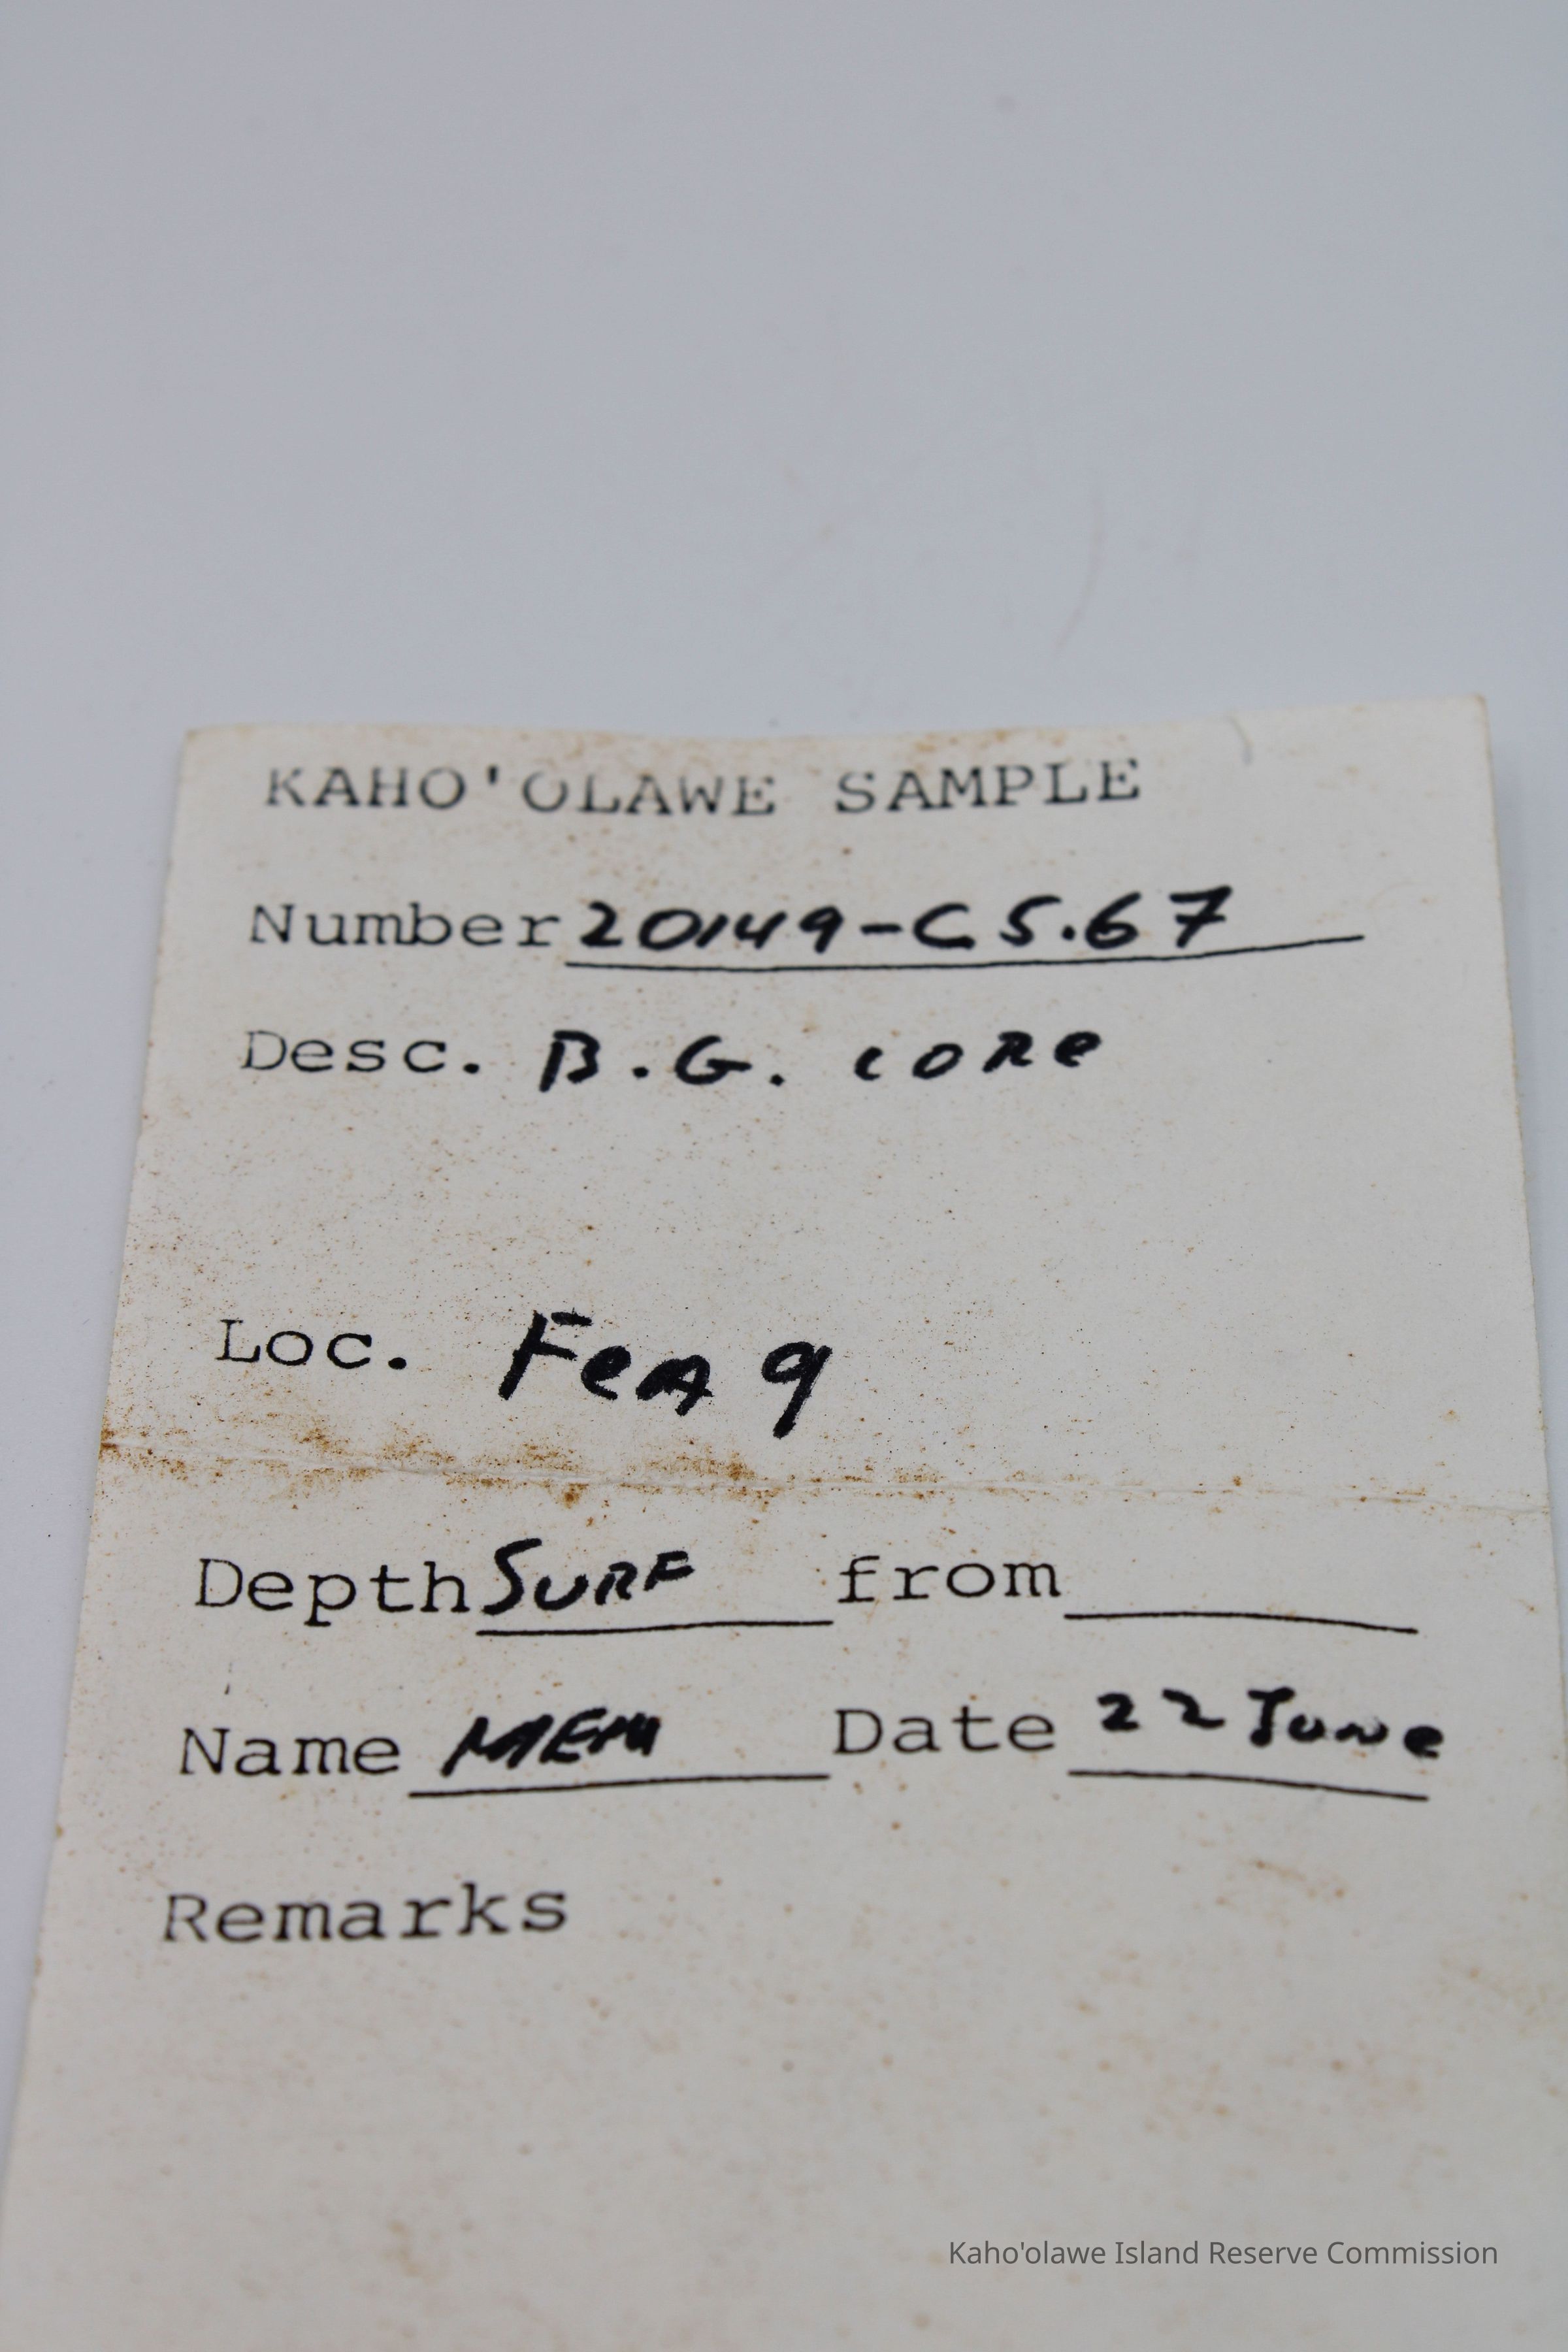 KAHO'OLAWE SAMPLE
Number 20149-C5.67
Desc. B.G. core
Loc. Fea 9
Depth Surf from
Name MEM Date 22 June
Remarks
Kaho'olawe Island Reserve Commission